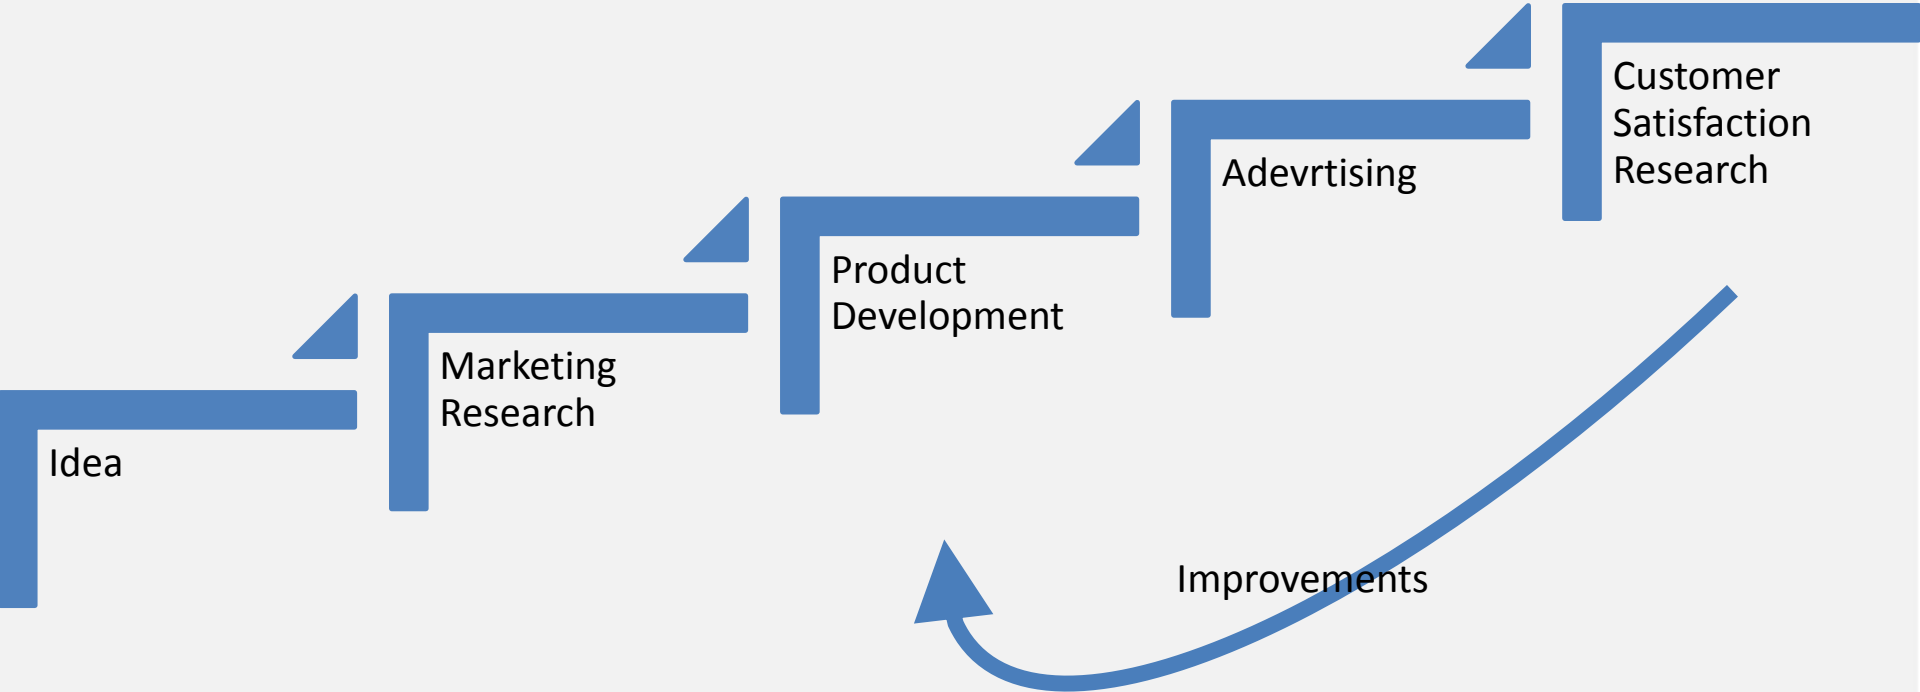 Idea
Marketing
Research
Product
Development
Adevrtising
Customer
Satisfaction
Research
Improvements